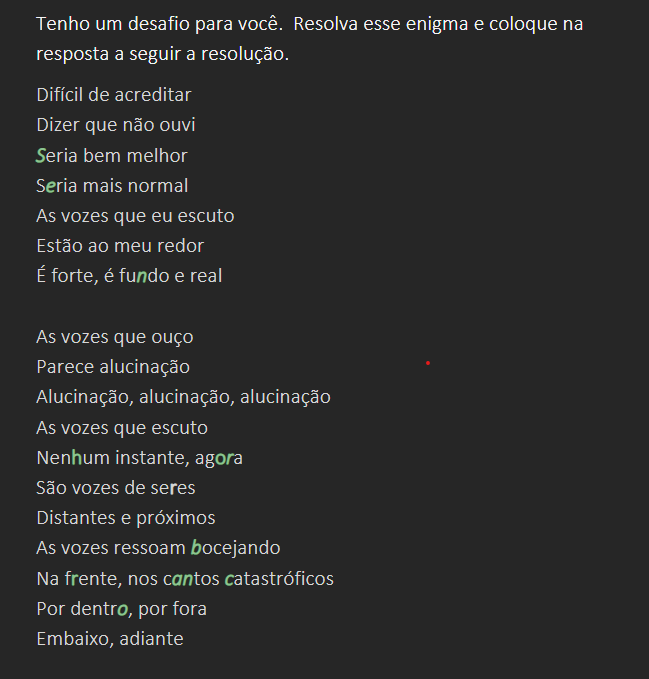 Tenho um desafio para você.  Resolva esse enigma e coloque na
resposta a seguir a resolução.
Difícil de acreditar
Dizer que não ouvi
Seria bem melhor
Seria mais normal
As vozes que eu escuto
Estão ao meu redor
É forte, é fundo e real
As vozes que ouço
Parece alucinação
Alucinação, alucinação, alucinação
As vozes que escuto
Nenhum instante, agora
São vozes de seres
Distantes e próximos
As vozes ressoam bocejando
Na frente, nos cantos catastróficos
Por dentro, por fora
Embaixo, adiante